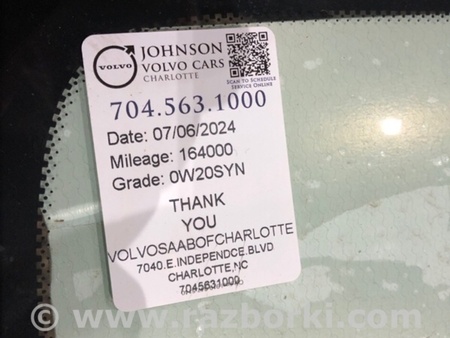 VOLVO
JOHNSON
VOLVO CARS
CHARLOTTE
SCAN TO SCHEDULE
SERVICE ONLINE
704.563.1000
Date: 07/06/2024
Mileage: 164000
Grade: 0W20SYN
THANK
YOU
VOLVOSAABOFCHARLOTTE
7040.E.INDEPENDCE.BLVD
CHARLOTTE,NC
7045631000
© www.razborki.com